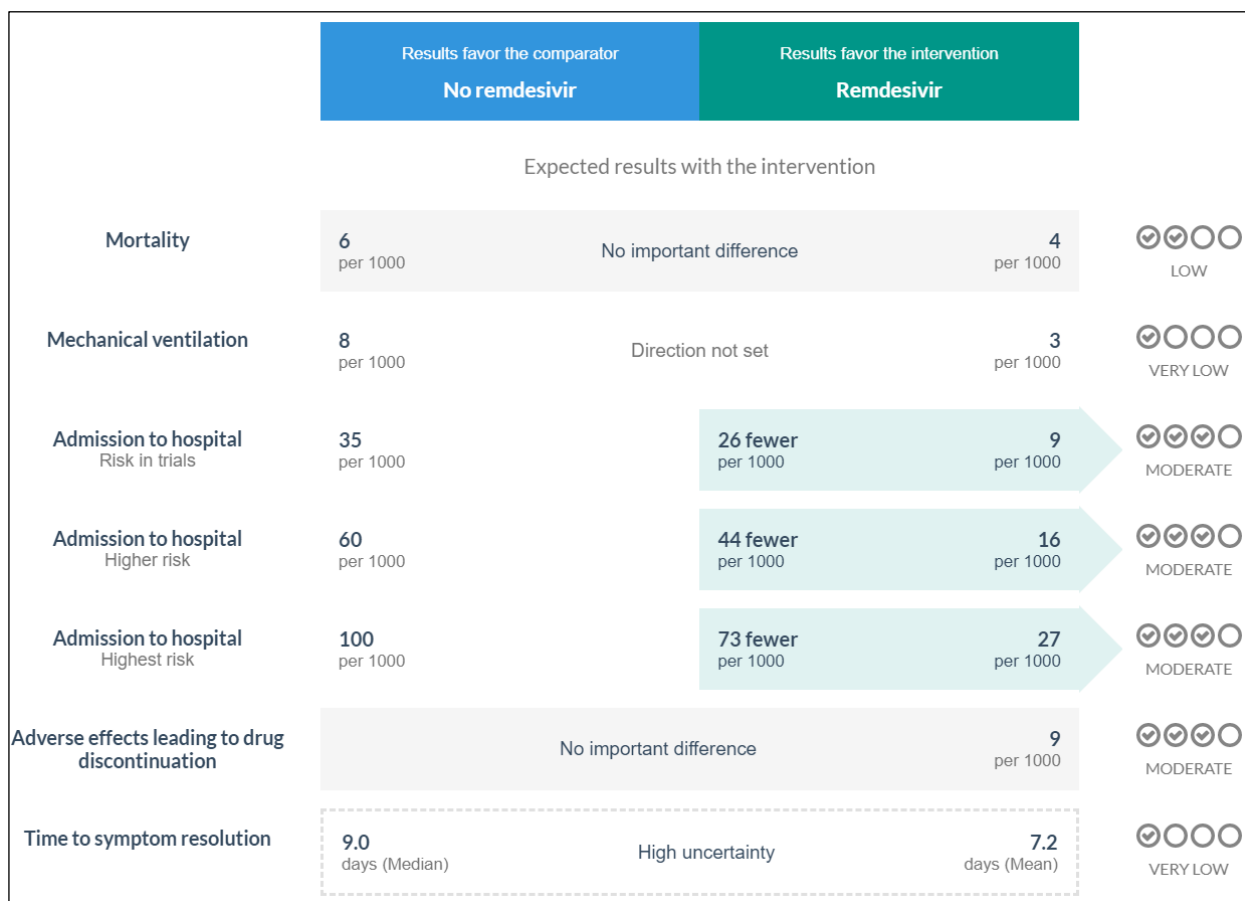 Results favor the comparator
No remdesivir
Results favor the intervention
Remdesivir
Expected results with the intervention
Mortality
6
per 1000
No important difference
4
per 1000
LOW
Mechanical ventilation
8
per 1000
Direction not set
3
per 1000
VERY LOW
Admission to hospital
Risk in trials
35
per 1000
26 fewer
per 1000
9
per 1000
MODERATE
Admission to hospital
Higher risk
60
per 1000
44 fewer
per 1000
16
per 1000
MODERATE
Admission to hospital
Highest risk
100
per 1000
73 fewer
per 1000
27
per 1000
MODERATE
Adverse effects leading to drug
discontinuation
No important difference
9
per 1000
MODERATE
Time to symptom resolution
9.0
days (Median)
High uncertainty
7.2
days (Mean)
VERY LOW